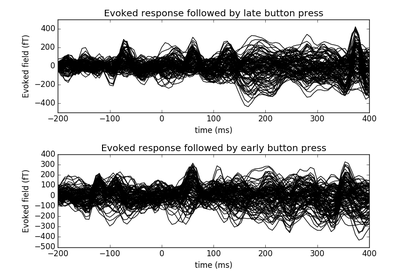 Evoked response followed by late button press
400
200
0
−200
−400
Evoked field (fT)
−200 −100 0 100 200 300 400
time (ms)
Evoked response followed by early button press
400
300
200
100
0
−100
−200
−300
−400
−500
Evoked field (fT)
−200 −100 0 100 200 300 400
time (ms)